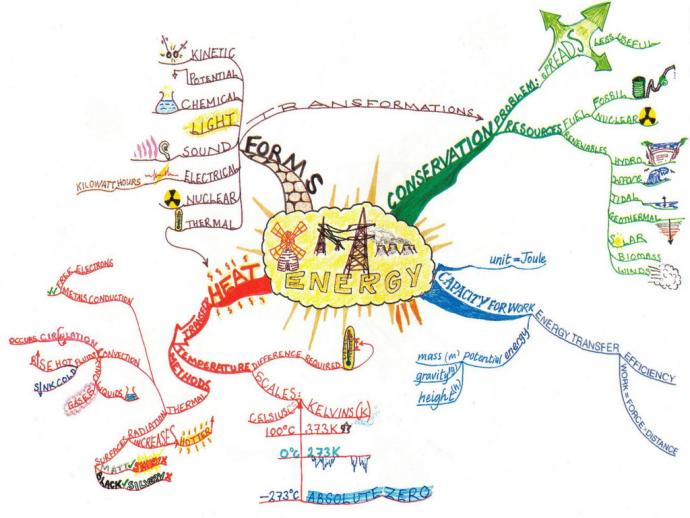 ENERGY
FORMS
KINETIC
POTENTIAL
CHEMICAL
LIGHT
SOUND
ELECTRICAL
KILOWATT HOURS
NUCLEAR
THERMAL
TRANSFORMATIONS
CONSERVATION
PROBLEM:
SPREADS
LESS USEFUL
RESOURCES
FUEL
FOSSIL
NUCLEAR
RENEWABLES
HYDRO
TIDAL
GEOTHERMAL
SOLAR
BIOMASS
WINDS
CAPACITY FOR WORK
unit = Joule
energy
potential
mass (m)
gravity
height (h)
ENERGY TRANSFER
EFFICIENCY
WORK = FORCE · DISTANCE
HEAT
TRANSFER
METHODS
METALS CONDUCTION
FREE ELECTRONS
CONVECTION
OCCURS CIRCULATION
RISE HOT FLUIDS
SINK COLD
LIQUIDS
GASES
THERMAL
RADIATION
INCREASES
HOTTER
SURFACES
MATT ✓ SHINY X
BLACK ✓ SILVERY X
TEMPERATURE
DIFFERENCE REQUIRED
SCALES:
CELSIUS
KELVINS (K)
100°C 373K
0°C 273K
-273°C ABSOLUTE ZERO